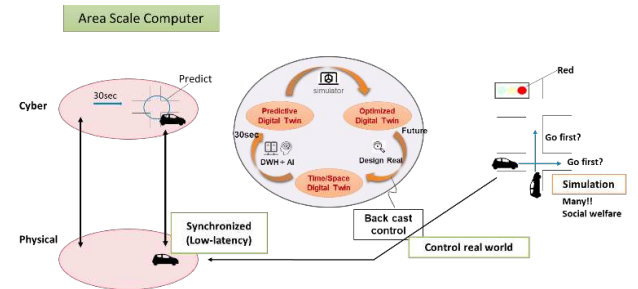 Area Scale Computer
Cyber
30sec
Predict
simulator
Predictive
Digital Twin
Optimized
Digital Twin
30sec
Future
DWH + AI
Design Real
Time/Space
Digital Twin
Back cast
control
Red
Go first?
Go first?
Simulation
Many!!
Social welfare
Synchronized
(Low-latency)
Control real world
Physical